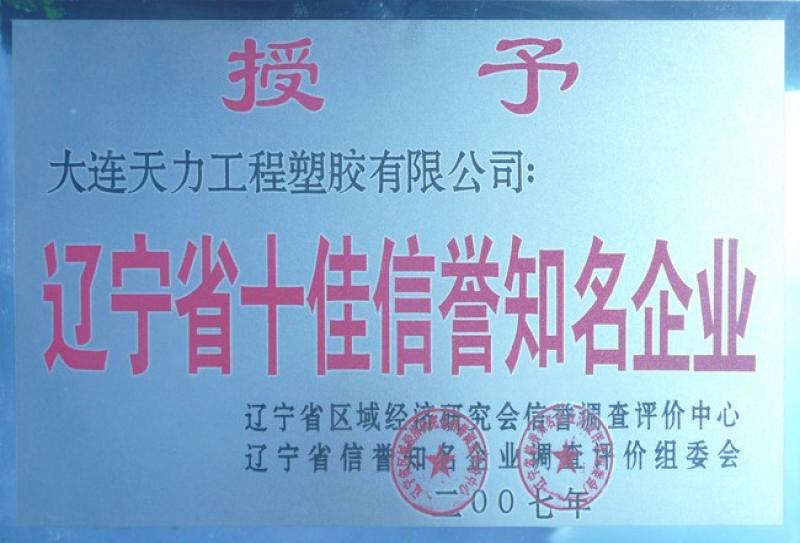 授予
大连天力工程塑胶有限公司:
辽宁省十佳信誉知名企业
辽宁省区域经济研究会信誉调查评价中心
辽宁省信誉知名企业调查评价组委会
二00七年